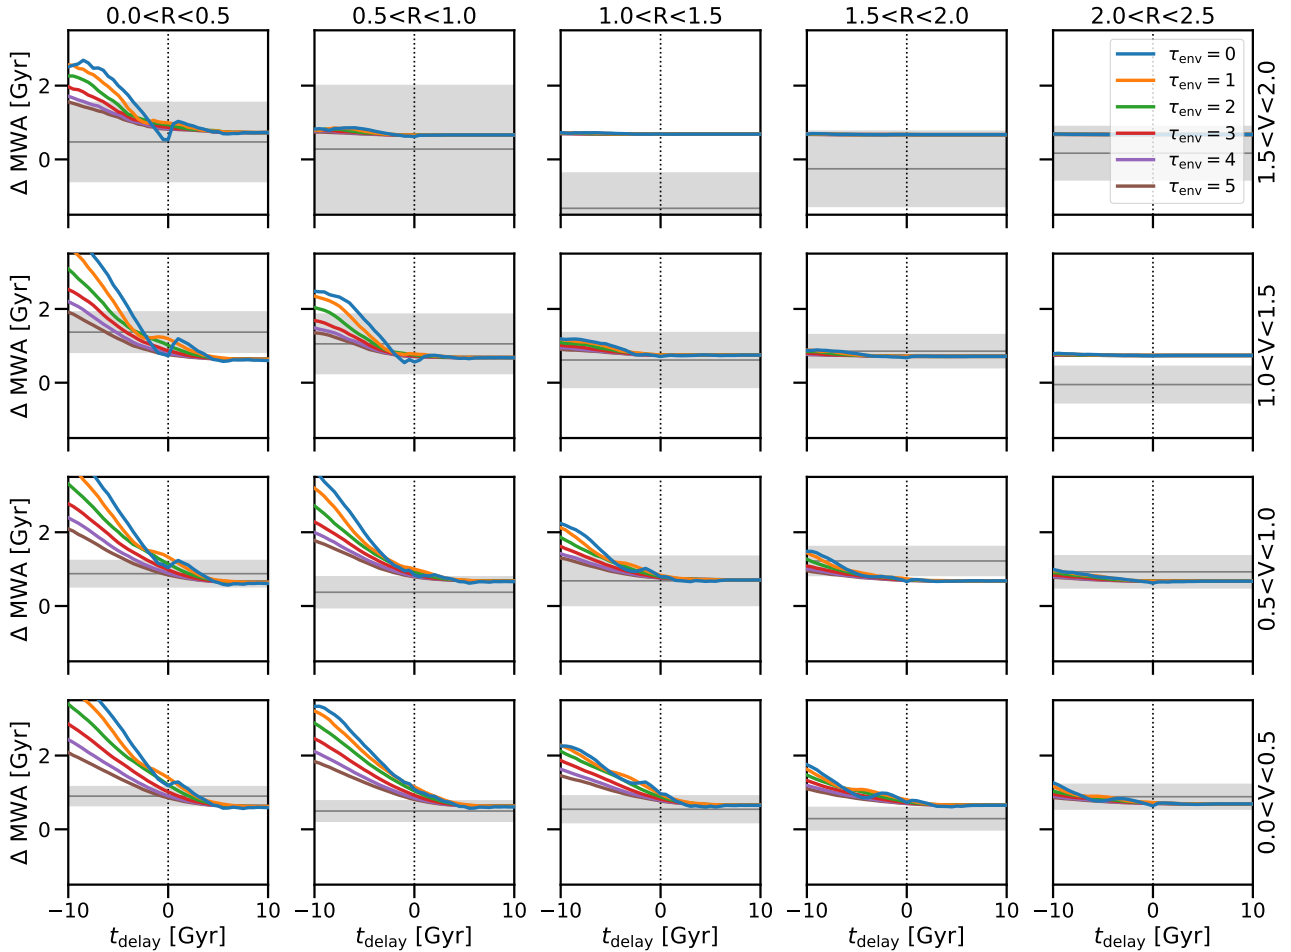 0.0<R<0.5 0.5<R<1.0 1.0<R<1.5 1.5<R<2.0 2.0<R<2.5
Δ MWA [Gyr]
2
0
τenv = 0
τenv = 1
τenv = 2
τenv = 3
τenv = 4
τenv = 5
1.5<V<2.0
Δ MWA [Gyr]
2
0
1.0<V<1.5
Δ MWA [Gyr]
2
0
0.5<V<1.0
Δ MWA [Gyr]
2
0
0.0<V<0.5
−10 0 10 −10 0 10 −10 0 10 −10 0 10 −10 0 10
tdelay [Gyr] tdelay [Gyr] tdelay [Gyr] tdelay [Gyr] tdelay [Gyr]